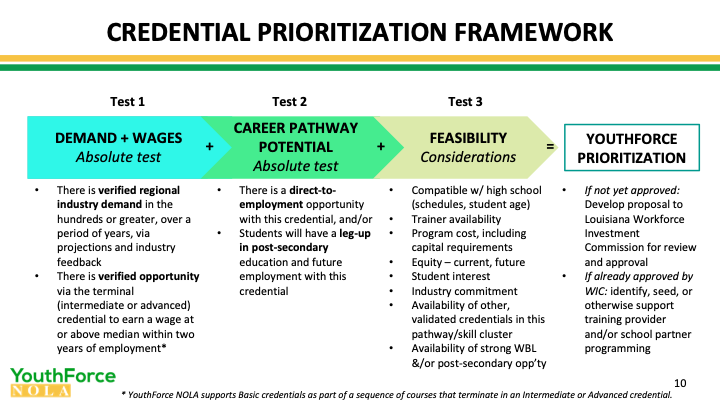 CREDENTIAL PRIORITIZATION FRAMEWORK
Test 1
Test 2
Test 3
DEMAND + WAGES
Absolute test
+
CAREER PATHWAY
POTENTIAL
Absolute test
+
FEASIBILITY
Considerations
=
YOUTHFORCE
PRIORITIZATION
• There is verified regional
industry demand in the
hundreds or greater, over a
period of years, via
projections and industry
feedback
• There is verified opportunity
via the terminal
(intermediate or advanced)
credential to earn a wage at
or above median within two
years of employment*
• There is a direct-to-
employment opportunity
with this credential, and/or
• Students will have a leg-up
in post-secondary
education and future
employment with this
credential
• Compatible w/ high school
(schedules, student age)
• Trainer availability
• Program cost, including
capital requirements
• Equity – current, future
• Student interest
• Industry commitment
• Availability of other,
validated credentials in this
pathway/skill cluster
• Availability of strong WBL
&/or post-secondary opp'ty
• If not yet approved:
Develop proposal to
Louisiana Workforce
Investment
Commission for review
and approval
• If already approved by
WIC: identify, seed, or
otherwise support
training provider
and/or school partner
programming
YouthForce
NOLA
10
* YouthForce NOLA supports Basic credentials as part of a sequence of courses that terminate in an Intermediate or Advanced credential.